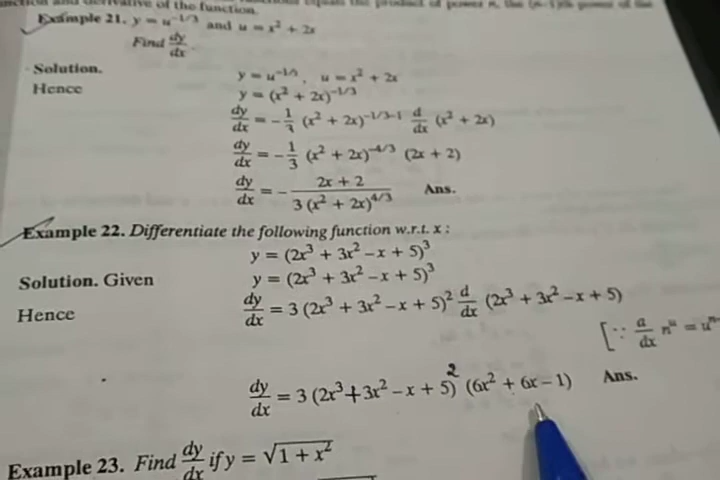 the function.
Example 21. y = u^{-1/3} and u = x² + 2x
Find dy/dx.
Solution. y = u^{-1/3}, u = x² + 2x
Hence y = (x² + 2x)^{-1/3}
dy/dx = -1/3 (x² + 2x)^{-1/3-1} d/dx (x² + 2x)
dy/dx = -1/3 (x² + 2x)^{-4/3} (2x + 2)
dy/dx = - (2x + 2)/(3 (x² + 2x)^{4/3}) Ans.
Example 22. Differentiate the following function w.r.t. x :
y = (2x³ + 3x² – x + 5)³
Solution. Given y = (2x³ + 3x² – x + 5)³
Hence dy/dx = 3 (2x³ + 3x² – x + 5)² d/dx (2x³ + 3x² – x + 5)
dy/dx = 3 (2x³ + 3x² – x + 5)² (6x² + 6x – 1) Ans.
Example 23. Find dy/dx if y = √(1 + x²)